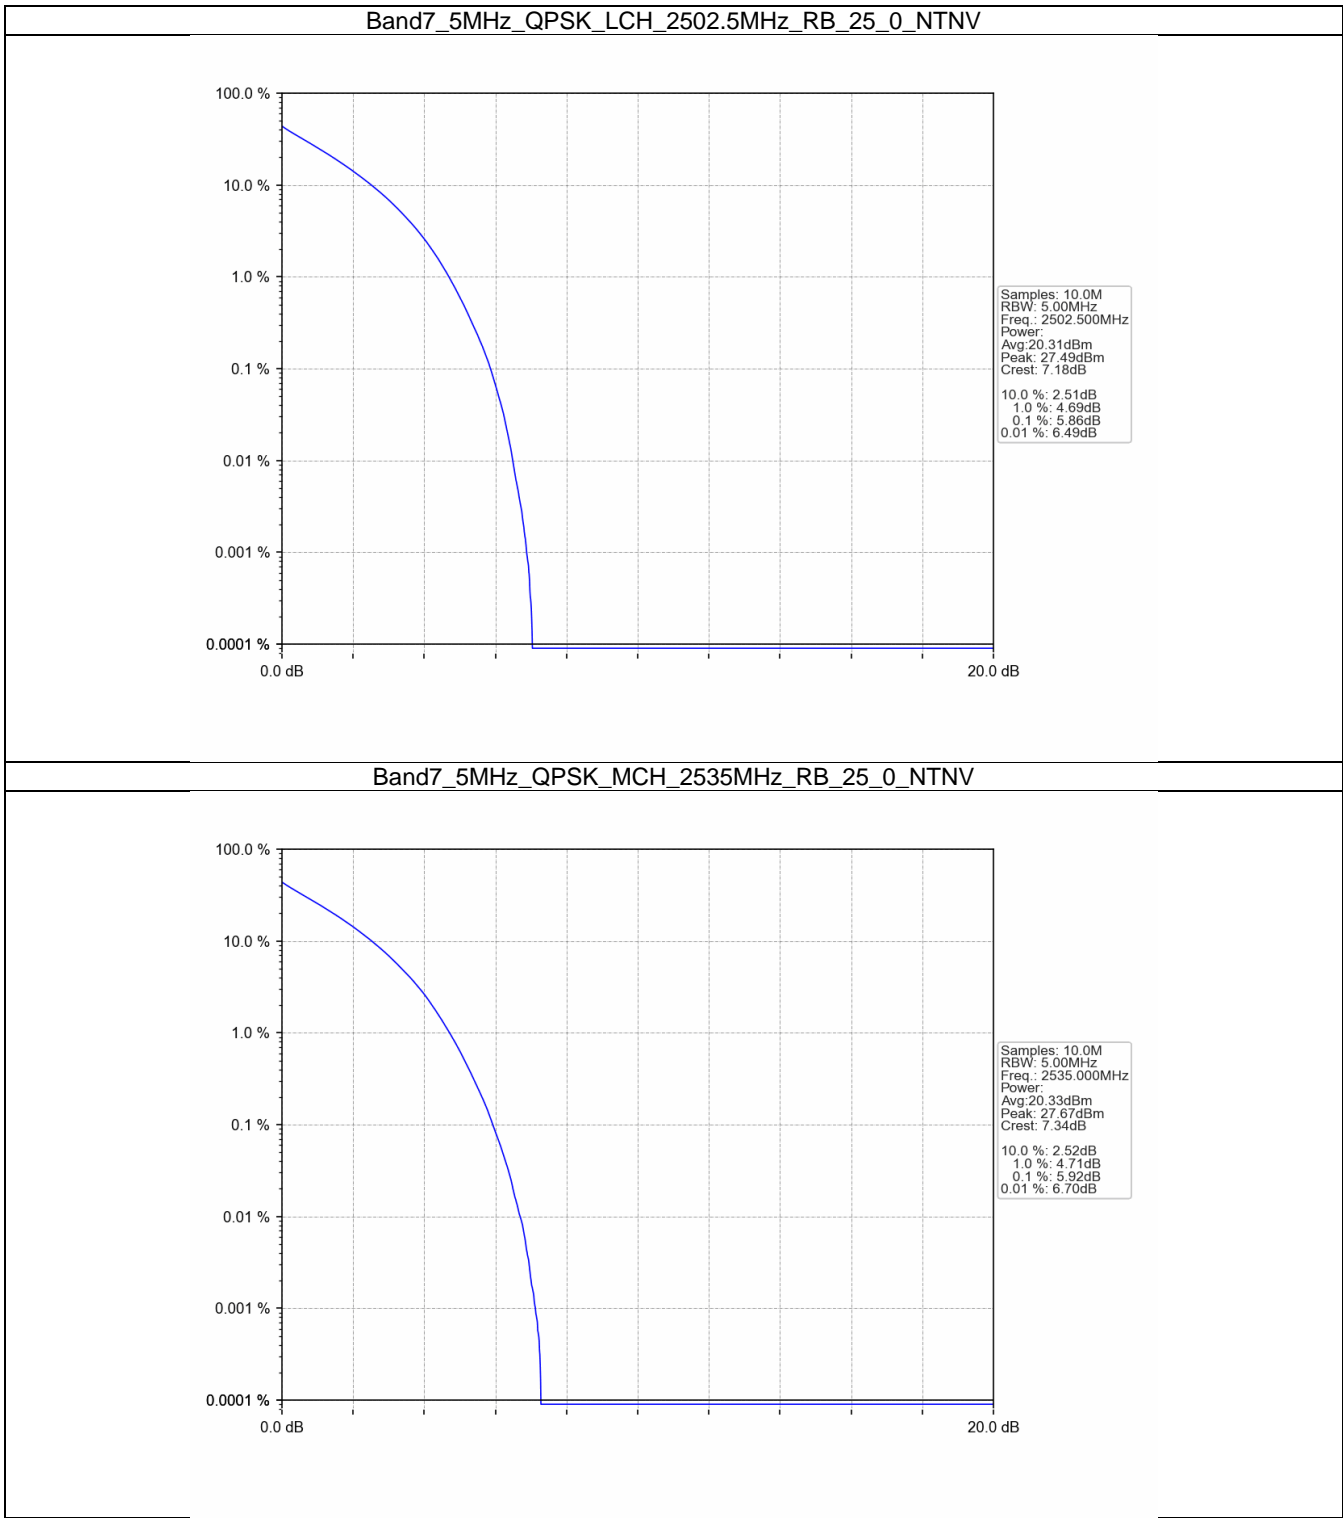 Band7_5MHz_QPSK_LCH_2502.5MHz_RB_25_0_NTNV
100.0 %
10.0 %
1.0 %
0.1 %
0.01 %
0.001 %
0.0001 %
0.0 dB
20.0 dB
Samples: 10.0M
RBW: 5.00MHz
Freq.: 2502.500MHz
Power:
Avg:20.31dBm
Peak: 27.49dBm
Crest: 7.18dB
10.0 %: 2.51dB
1.0 %: 4.69dB
0.1 %: 5.86dB
0.01 %: 6.49dB
Band7_5MHz_QPSK_MCH_2535MHz_RB_25_0_NTNV
100.0 %
10.0 %
1.0 %
0.1 %
0.01 %
0.001 %
0.0001 %
0.0 dB
20.0 dB
Samples: 10.0M
RBW: 5.00MHz
Freq.: 2535.000MHz
Power:
Avg:20.33dBm
Peak: 27.67dBm
Crest: 7.34dB
10.0 %: 2.52dB
1.0 %: 4.71dB
0.1 %: 5.92dB
0.01 %: 6.70dB